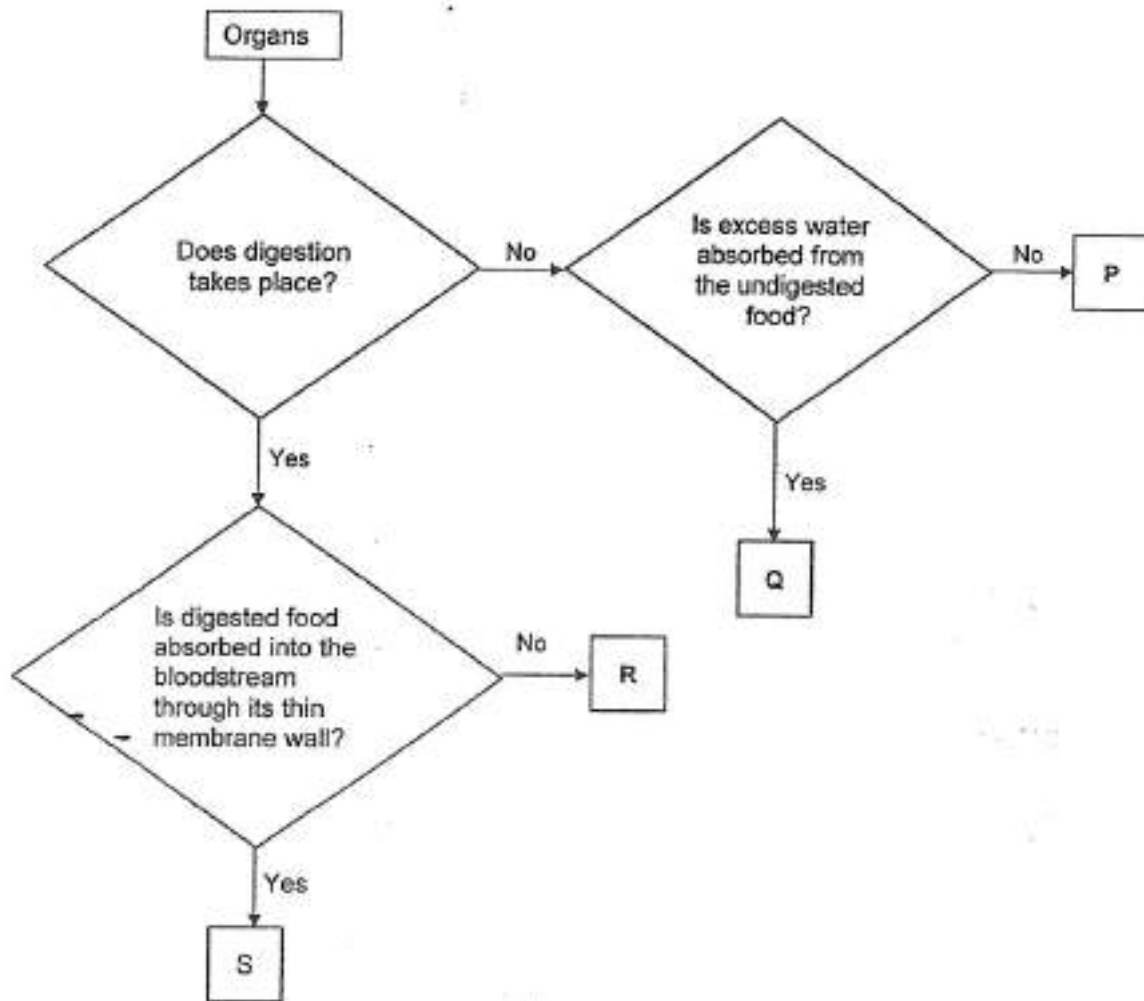 Organs
Does digestion
takes place?
No
Is excess water
absorbed from
the undigested
food?
No
P
Yes
Yes
Q
Is digested food
absorbed into the
bloodstream
through its thin
membrane wall?
No
R
Yes
S